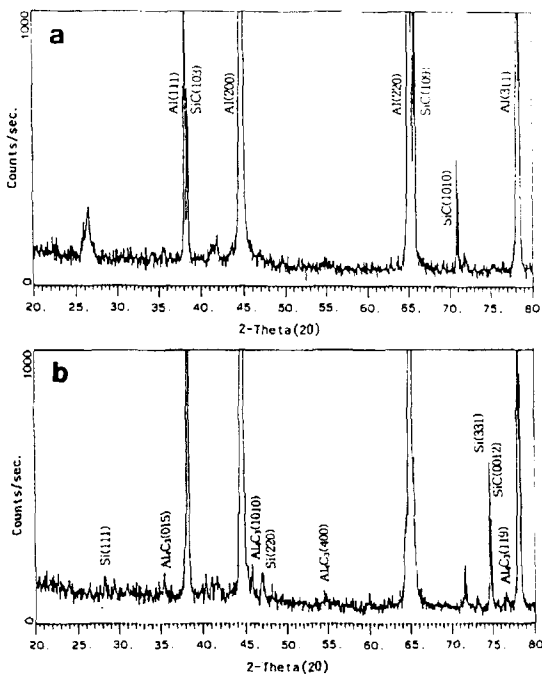 a
1000
Counts/sec.
0
Al(111)
SiC(103)
Al(200)
Al(220)
SiC(109)
SiC(1010)
Al(311)
20. 25. 30. 35. 40. 45. 50. 55. 60. 65. 70. 75. 80
2-Theta(2θ)
b
1000
Counts/sec.
0
Si(111)
Al₄C₃(015)
Al₄C₃(1010)
Si(220)
Al₄C₃(400)
Si(331)
SiC(0012)
Al₄C₃(119)
20. 25. 30. 35. 40. 45. 50. 55. 60. 65. 70. 75. 80
2-Theta(2θ)